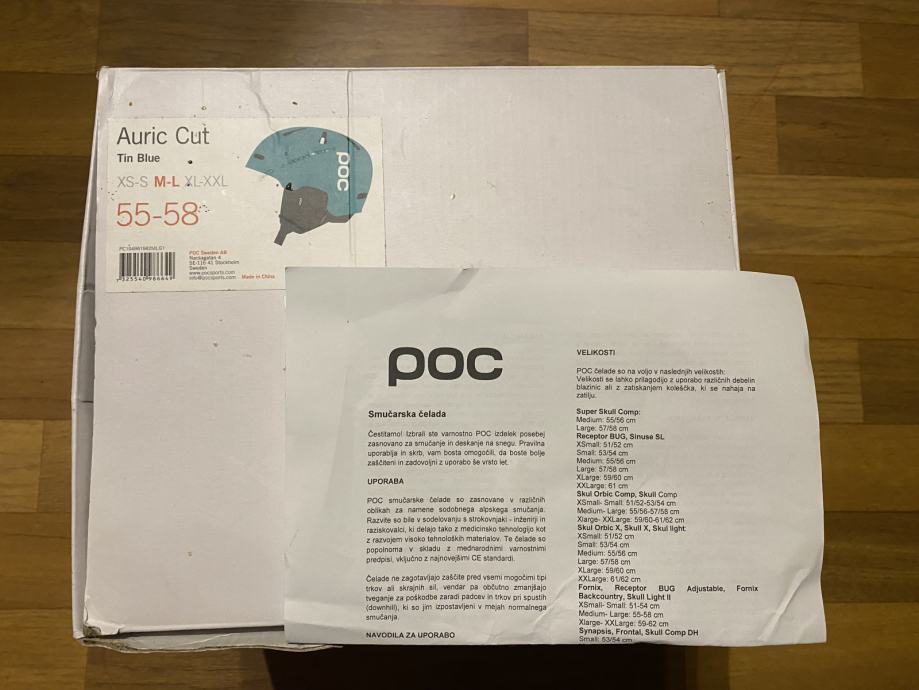 Auric Cut
Tin Blue
XS-S M-L XL-XXL
55-58
poc
POC Sweden AB
Nackagatan 4
SE-116 41 Stockholm
Sweden
www.pocsports.com
info@pocsports.com Made in China
7 325540 986649
POC
Smučarska čelada
Čestitamo! Izbrali ste varnostno POC izdelek posebej
zasnovano za smučanje in deskanje na snegu. Pravilna
uporablja in skrb, vam bosta omogočili, da boste bolje
zaščiteni in zadovoljni z uporabo še vrsto let.
UPORABA
POC smučarske čelade so zasnovane v različnih
oblikah za namene sodobnega alpskega smučanja.
Razvite so bile v sodelovanju s strokovnjaki - inženirji in
raziskovalci, ki delajo tako z medicinsko tehnologijo kot
z razvojem visoko tehnoloških materialov. Te čelade so
popolnoma v skladu z mednarodnimi varnostnimi
predpisi, vključno z najnovejšimi CE standardi.
Čelade ne zagotavljajo zaščite pred vsemi mogočimi tipi
trkov ali skrajnih sil, vendar pa občutno zmanjšajo
tveganje za poškodbe zaradi padcev in trkov pri spustih
(downhill), ki so jim izpostavljeni v mejah normalnega
smučanja.
NAVODILA ZA UPORABO
VELIKOSTI
POC čelade so na voljo v naslednjih velikostih:
Velikosti se lahko prilagodijo z uporabo različnih debelin
blazinic ali z zatiskanjem koleščka, ki se nahaja na
zatilju.
Super Skull Comp:
Medium: 55/56 cm
Large: 57/58 cm
Receptor BUG, Sinuse SL
XSmall: 51/52 cm
Small: 53/54 cm
Medium: 55/56 cm
Large: 57/58 cm
XLarge: 59/60 cm
XXLarge: 61 cm
Skul Orbic Comp, Skull Comp
XSmall- Small: 51/52-53/54 cm
Medium- Large: 55/56-57/58 cm
Xlarge- XXLarge: 59/60-61/62 cm
Skul Orbic X, Skull X, Skul light:
XSmall: 51/52 cm
Small: 53/54 cm
Medium: 55/56 cm
Large: 57/58 cm
XLarge: 59/60 cm
XXLarge: 61/62 cm
Fornix, Receptor BUG Adjustable, Fornix
Backcountry, Skull Light II
XSmall- Small: 51-54 cm
Medium- Large: 55-58 cm
Xlarge- XXLarge: 59-62 cm
Synapsis, Frontal, Skull Comp DH
Small: 53/54 cm